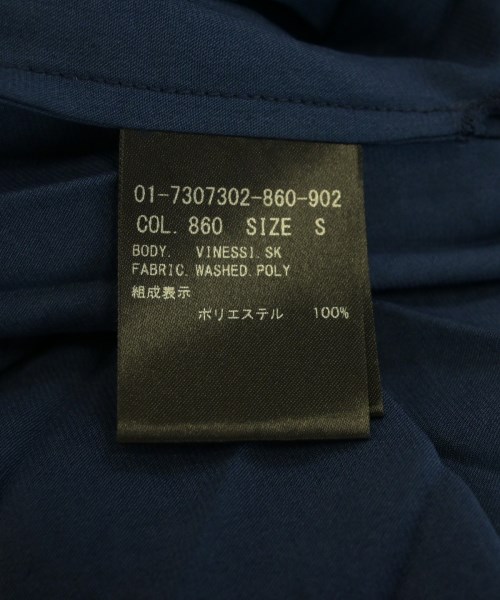 01-7307302-860-902
COL. 860 SIZE S
BODY. VINESSI. SK
FABRIC. WASHED. POLY
組成表示
ポリエステル 100%